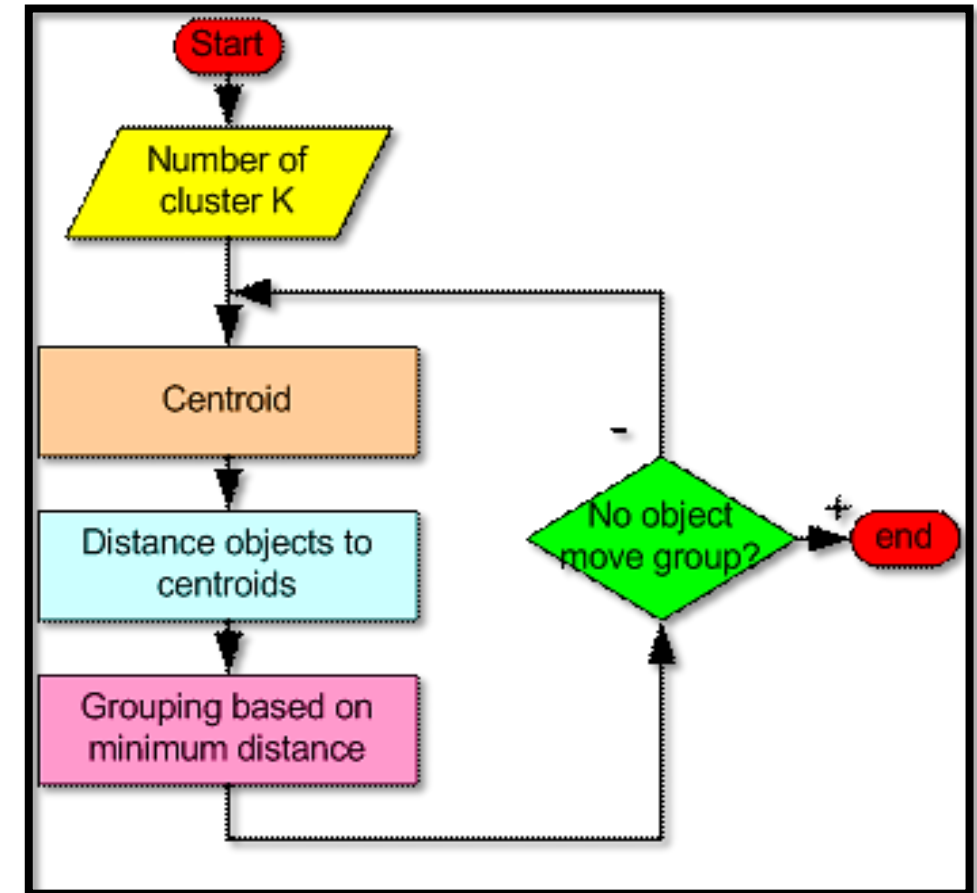 Start
Number of
cluster K
Centroid
Distance objects to
centroids
Grouping based on
minimum distance
-
No object
move group?
+
end